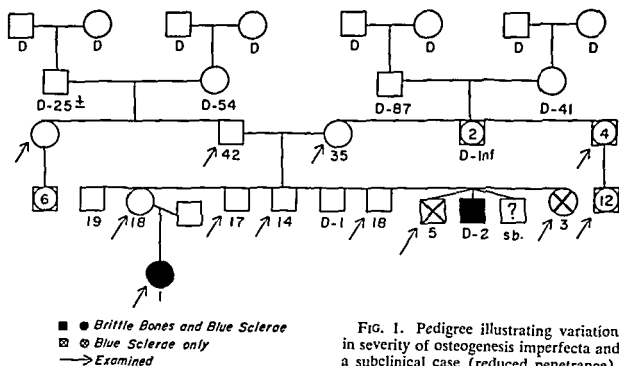 D D D D D D D D
D-25± D-54 D-87 D-41
42 35 2 4
D-Inf
6 19 18 17 14 D-1 18 5 D-2 ? 3 12
sb.
1
Brittle Bones and Blue Sclerae
Blue Sclerae only
Examined
FIG. 1. Pedigree illustrating variation
in severity of osteogenesis imperfecta and
a subclinical case (reduced penetrance).